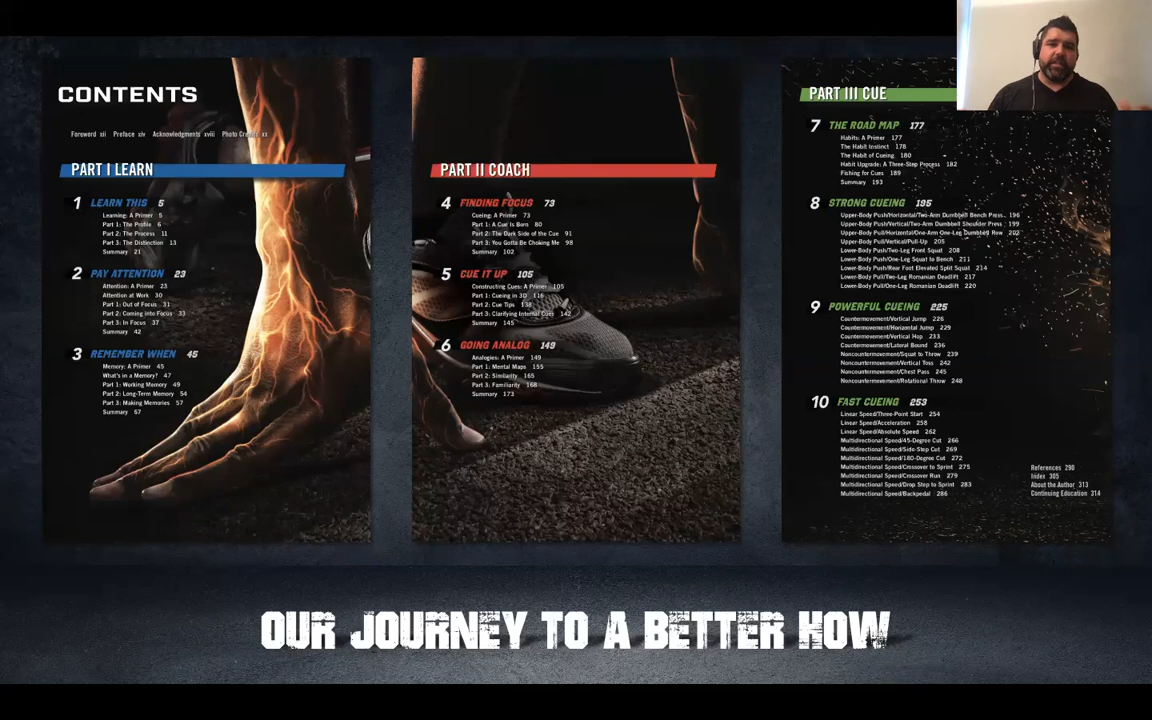 CONTENTS
Foreword xii Preface xiv Acknowledgments xviii Photo Credits xx
PART I LEARN
1 LEARN THIS 5
Learning: A Primer 5
Part 1: The Profile 6
Part 2: The Process 11
Part 3: The Distinction 13
Summary 21
2 PAY ATTENTION 23
Attention: A Primer 23
Attention at Work 30
Part 1: Out of Focus 31
Part 2: Coming Into Focus 33
Part 3: In Focus 37
Summary 42
3 REMEMBER WHEN 45
Memory: A Primer 45
What's in a Memory? 47
Part 1: Working Memory 49
Part 2: Long-Term Memory 54
Part 3: Making Memories 57
Summary 67
PART II COACH
4 FINDING FOCUS 73
Cueing: A Primer 73
Part 1: A Cue Is Born 80
Part 2: The Dark Side of the Cue 91
Part 3: You Gotta Be Choking Me 98
Summary 102
5 CUE IT UP 105
Constructing Cues: A Primer 105
Part 1: Cueing in 3D 116
Part 2: Cue Tips 138
Part 3: Clarifying Internal Cues 142
Summary 145
6 GOING ANALOG 149
Analogies: A Primer 149
Part 1: Mental Maps 155
Part 2: Similarity 165
Part 3: Familiarity 168
Summary 173
PART III CUE
7 THE ROAD MAP 177
Habits: A Primer 177
The Habit Instinct 178
The Habit of Cueing 180
Habit Upgrade: A Three-Step Process 182
Fishing for Cues 189
Summary 193
8 STRONG CUEING 195
Upper-Body Push/Horizontal/Two-Arm Dumbbell Bench Press 196
Upper-Body Push/Vertical/Two-Arm Dumbbell Shoulder Press 199
Upper-Body Pull/Horizontal/One-Arm One-Leg Dumbbell Row 202
Upper-Body Pull/Vertical/Pull-Up 205
Lower-Body Push/Two-Leg Front Squat 208
Lower-Body Push/One-Leg Squat to Bench 211
Lower-Body Push/Rear Foot Elevated Split Squat 214
Lower-Body Pull/Two-Leg Romanian Deadlift 217
Lower-Body Pull/One-Leg Romanian Deadlift 220
9 POWERFUL CUEING 225
Countermovement/Vertical Jump 226
Countermovement/Horizontal Jump 229
Countermovement/Vertical Hop 233
Countermovement/Lateral Bound 236
Noncountermovement/Squat to Throw 239
Noncountermovement/Vertical Toss 242
Noncountermovement/Chest Pass 245
Noncountermovement/Rotational Throw 248
10 FAST CUEING 253
Linear Speed/Three-Point Start 254
Linear Speed/Acceleration 258
Linear Speed/Absolute Speed 262
Multidirectional Speed/45-Degree Cut 266
Multidirectional Speed/Side-Step Cut 269
Multidirectional Speed/180-Degree Cut 272
Multidirectional Speed/Crossover to Sprint 275
Multidirectional Speed/Crossover Run 279
Multidirectional Speed/Drop Step to Sprint 283
Multidirectional Speed/Backpedal 286
References 290
Index 305
About the Author 313
Continuing Education 314
OUR JOURNEY TO A BETTER HOW